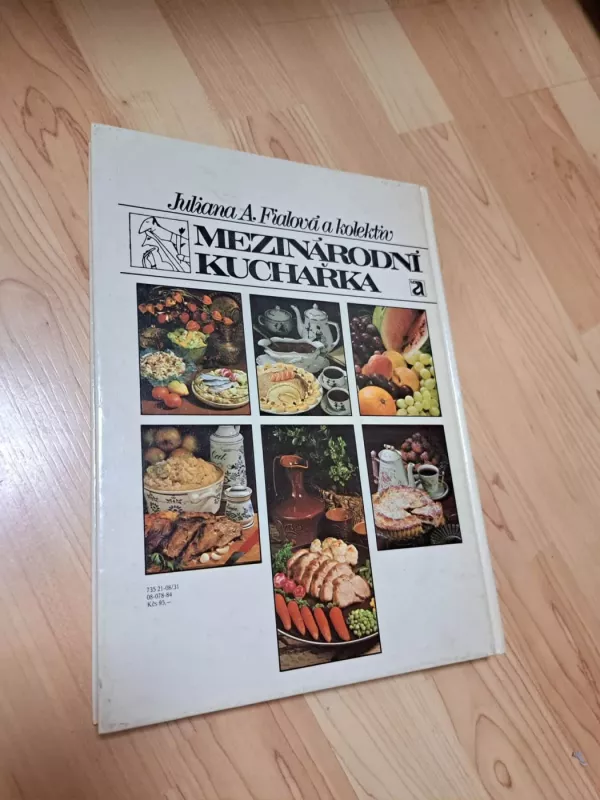 Juliana A. Fialová a kolektiv
MEZINÁRODNÍ
KUCHAŘKA
a
735 21-08/31
08-078-84
Kčs 85,–